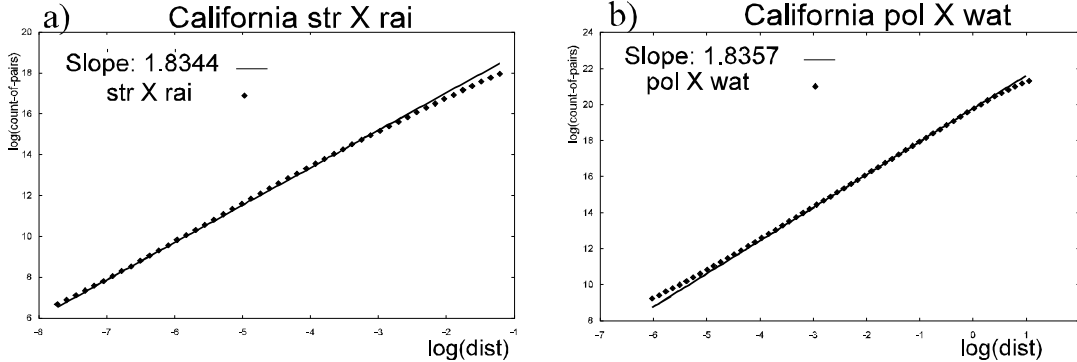 a) California str X rai
20
18
16
14
12
10
8
6
log(count-of-pairs)
Slope: 1.8344
str X rai
-8 -7 -6 -5 -4 -3 -2 -1
log(dist)
b) California pol X wat
24
22
20
18
16
14
12
10
8
log(count-of-pairs)
Slope: 1.8357
pol X wat
-7 -6 -5 -4 -3 -2 -1 0 1
log(dist)